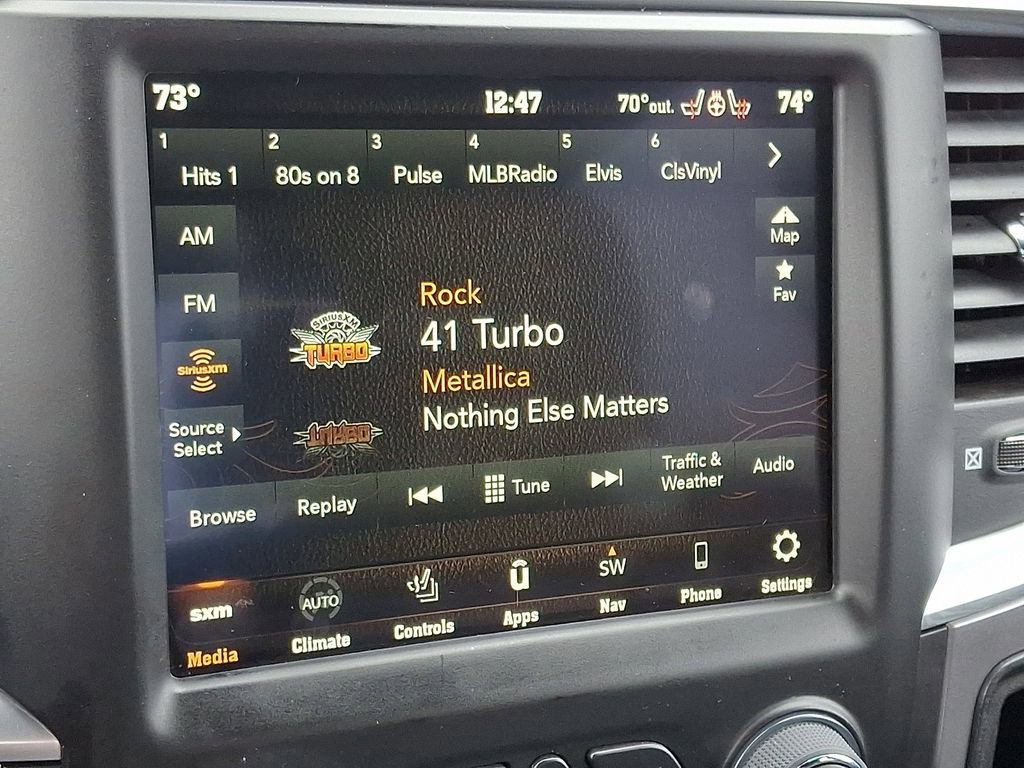 73° 12:47 70°out. 74°
1 2 3 4 5 6
Hits 1 80s on 8 Pulse MLBRadio Elvis ClsVinyl
AM
Map
FM
Fav
Rock
SiriusXM
TURBO
41 Turbo
SiriusXM
Metallica
Nothing Else Matters
Source
Select
Browse Replay Tune Traffic &
Weather
Audio
sxm AUTO SW
Media Climate Controls Apps Nav Phone Settings